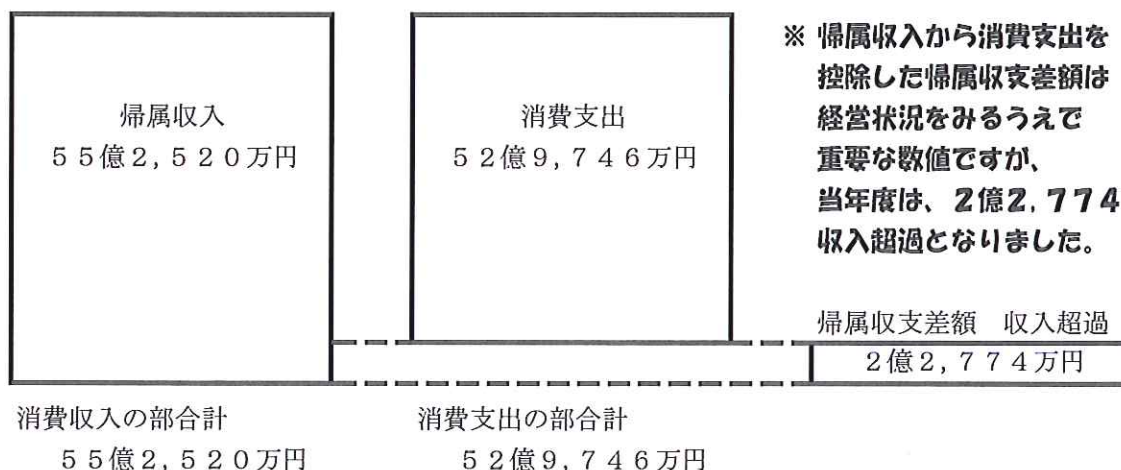 帰属収入
５５億２,５２０万円
消費支出
５２億９,７４６万円
※ 帰属収入から消費支出を
控除した帰属収支差額は
経営状況をみるうえで
重要な数値ですが、
当年度は、２億２,７７４
収入超過となりました。
帰属収支差額　収入超過
２億２,７７４万円
消費収入の部合計
５５億２,５２０万円
消費支出の部合計
５２億９,７４６万円